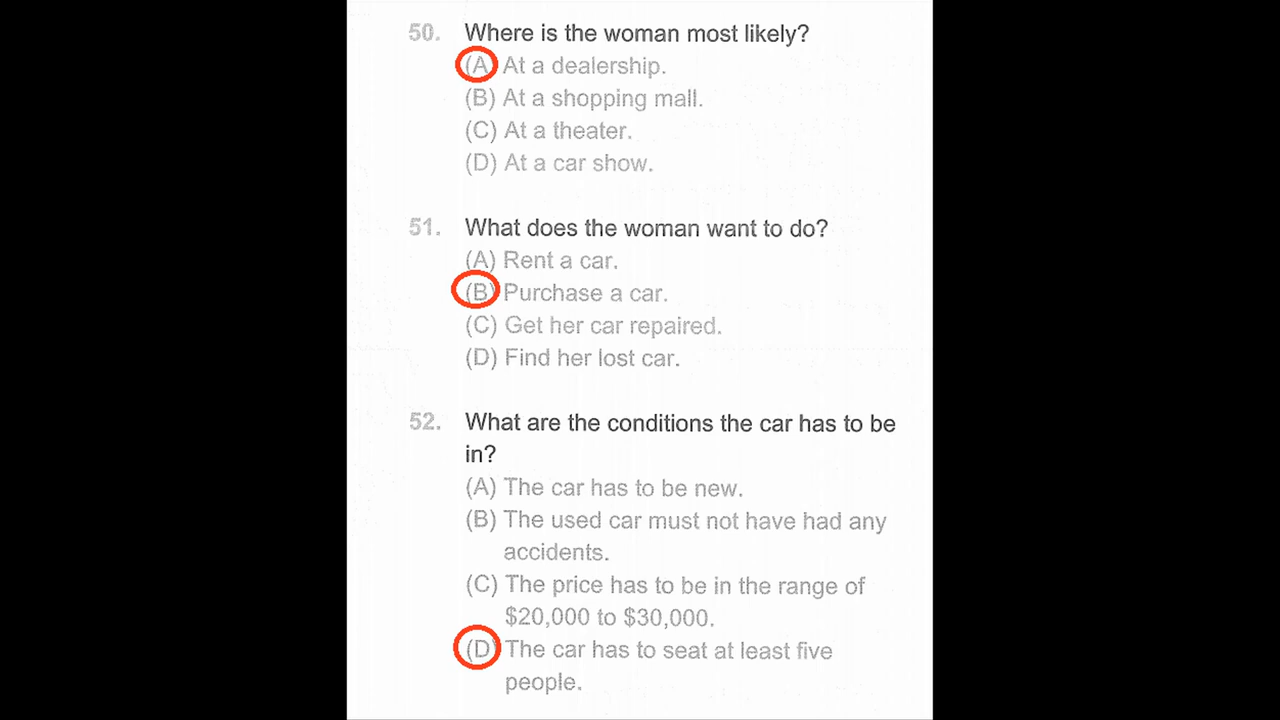 50. Where is the woman most likely?
(A) At a dealership.
(B) At a shopping mall.
(C) At a theater.
(D) At a car show.
51. What does the woman want to do?
(A) Rent a car.
(B) Purchase a car.
(C) Get her car repaired.
(D) Find her lost car.
52. What are the conditions the car has to be
in?
(A) The car has to be new.
(B) The used car must not have had any
accidents.
(C) The price has to be in the range of
$20,000 to $30,000.
(D) The car has to seat at least five
people.